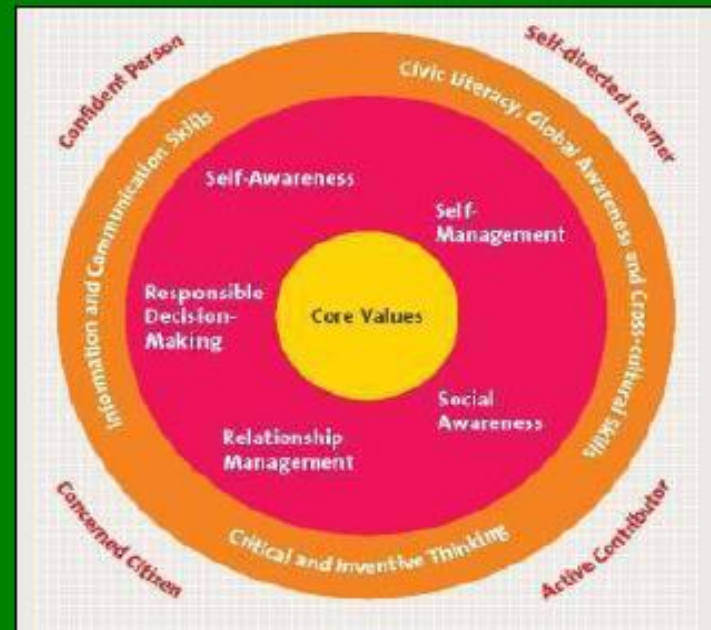 Confident Person
Self-directed Learner
Information and Communication Skills
Civic Literacy, Global Awareness and Cross-cultural Skills
Self-Awareness
Self-
Management
Responsible
Decision-
Making
Core Values
Social
Awareness
Relationship
Management
Critical and Inventive Thinking
Concerned Citizen
Active Contributor